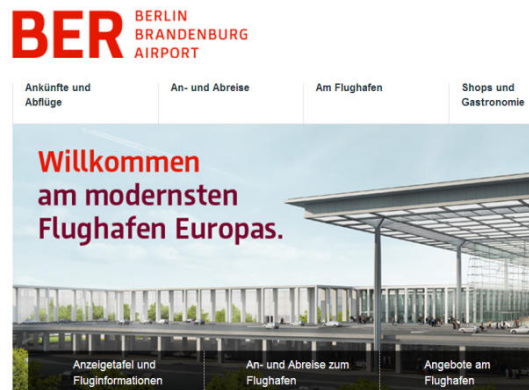 BER BERLIN
BRANDENBURG
AIRPORT
Ankünfte und
Abflüge
An- und Abreise
Am Flughafen
Shops und
Gastronomie
Willkommen
am modernsten
Flughafen Europas.
Anzeigetafel und
Fluginformationen
An- und Abreise zum
Flughafen
Angebote am
Flughafen